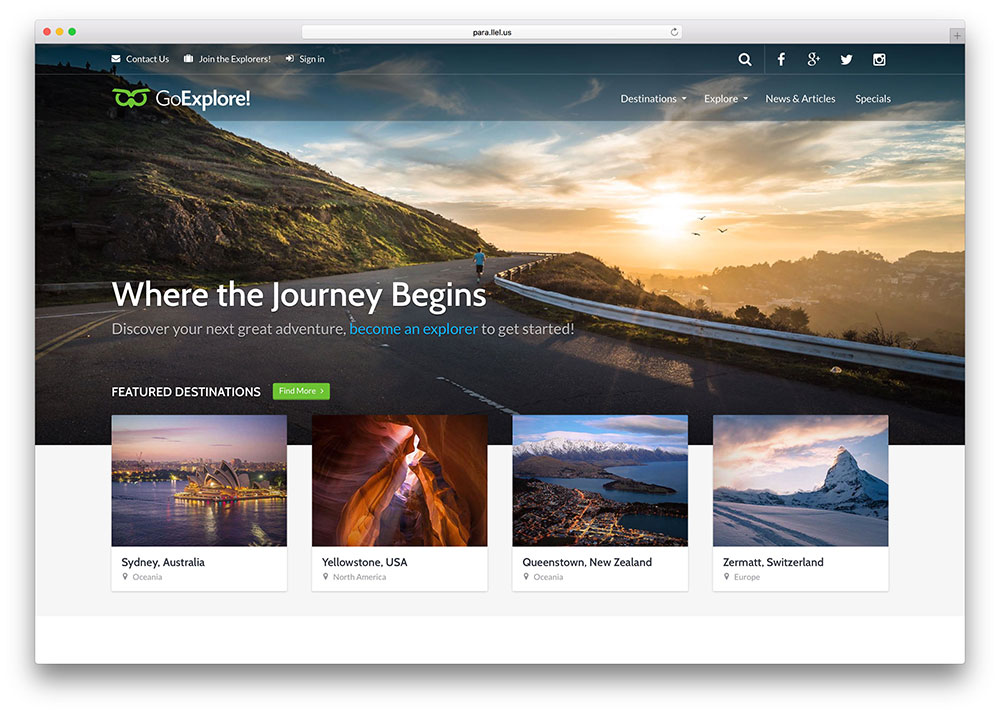 para.llel.us
Contact Us Join the Explorers! Sign in
GoExplore!
Destinations Explore News & Articles Specials
Where the Journey Begins
Discover your next great adventure, become an explorer to get started!
FEATURED DESTINATIONS Find More
Sydney, Australia
Oceania
Yellowstone, USA
North America
Queenstown, New Zealand
Oceania
Zermatt, Switzerland
Europe